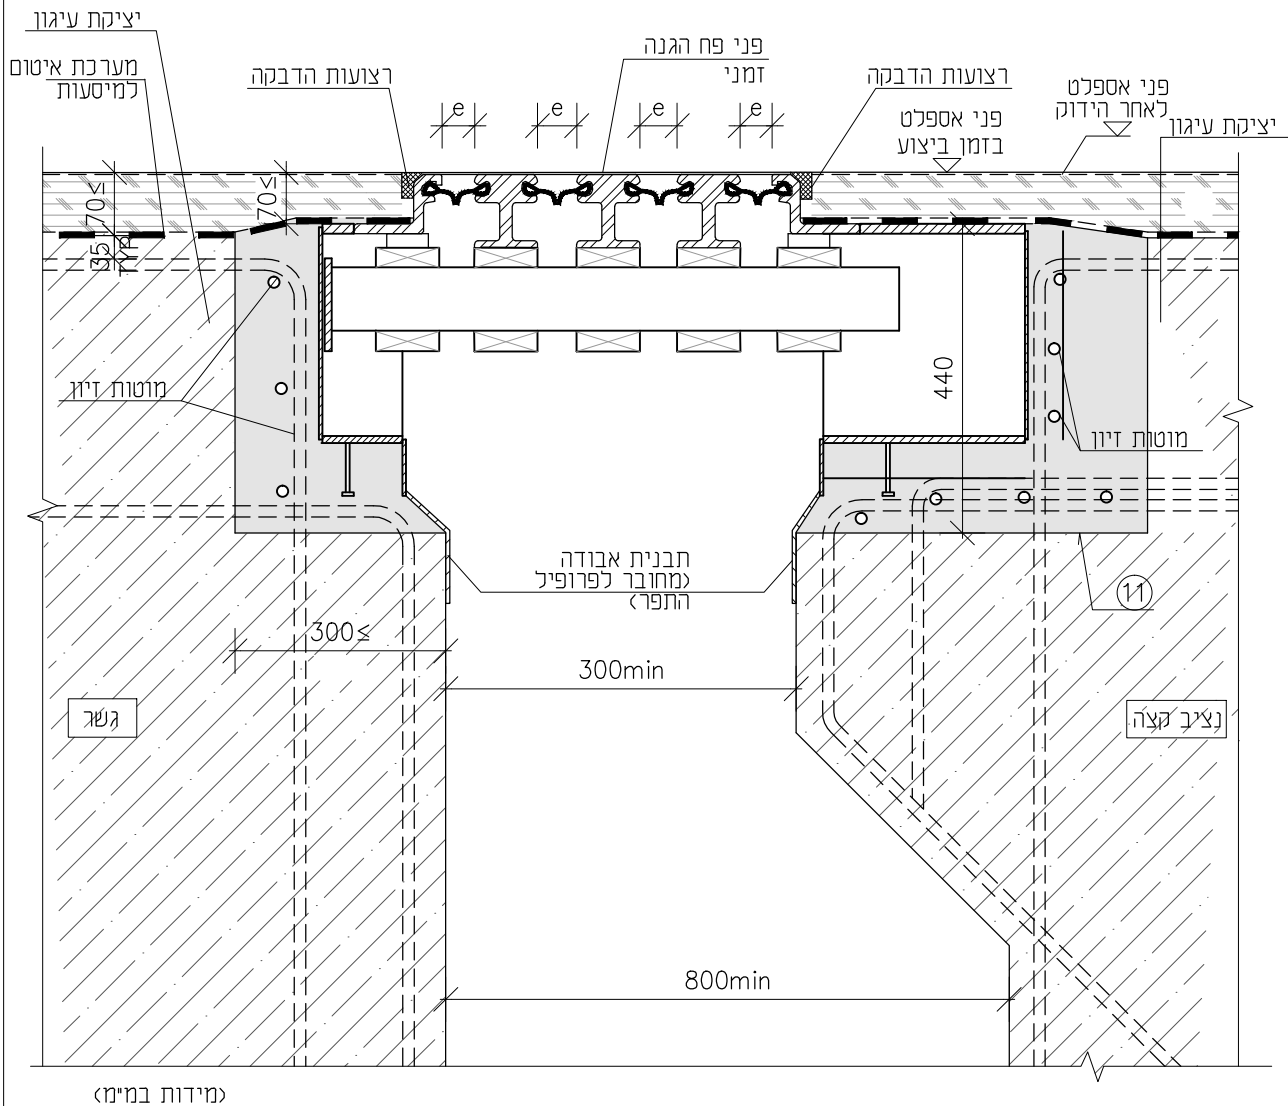 יציקת עיגון
מערכת איטום
למיסעות
רצועות הדבקה
פני פח הגנה
זמני
רצועות הדבקה
פני אספלט
בזמן ביצוע
פני אספלט
לאחר הידוק
יציקת עיגון
e
e
e
e
70≥
70≥
35
TYP
440
מוטות זיון
מוטות זיון
תבנית אבודה
(מחובר לפרופיל
התפר)
11
300≥
300min
גשר
נציב קצה
800min
(מידות במ"מ)